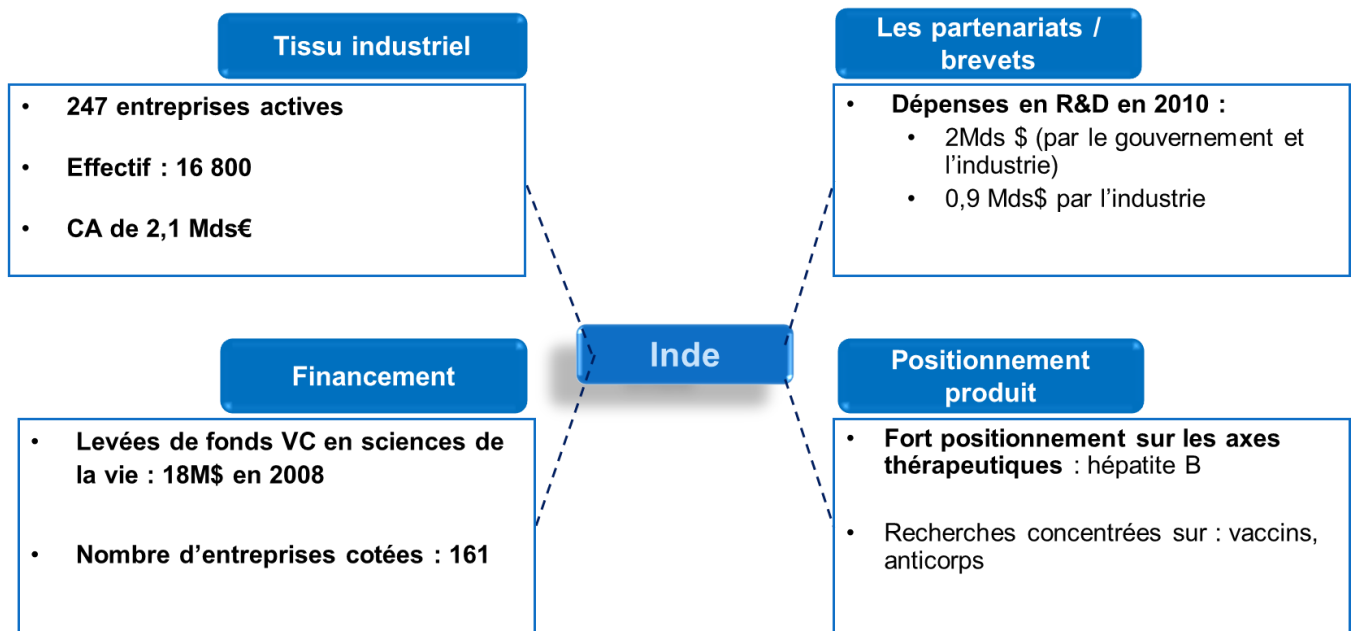 Tissu industriel
• 247 entreprises actives
• Effectif : 16 800
• CA de 2,1 Mds€
Les partenariats /
brevets
• Dépenses en R&D en 2010 :
• 2Mds $ (par le gouvernement et
l’industrie)
• 0,9 Mds$ par l’industrie
Inde
Financement
• Levées de fonds VC en sciences de
la vie : 18M$ en 2008
• Nombre d’entreprises cotées : 161
Positionnement
produit
• Fort positionnement sur les axes
thérapeutiques : hépatite B
• Recherches concentrées sur : vaccins,
anticorps